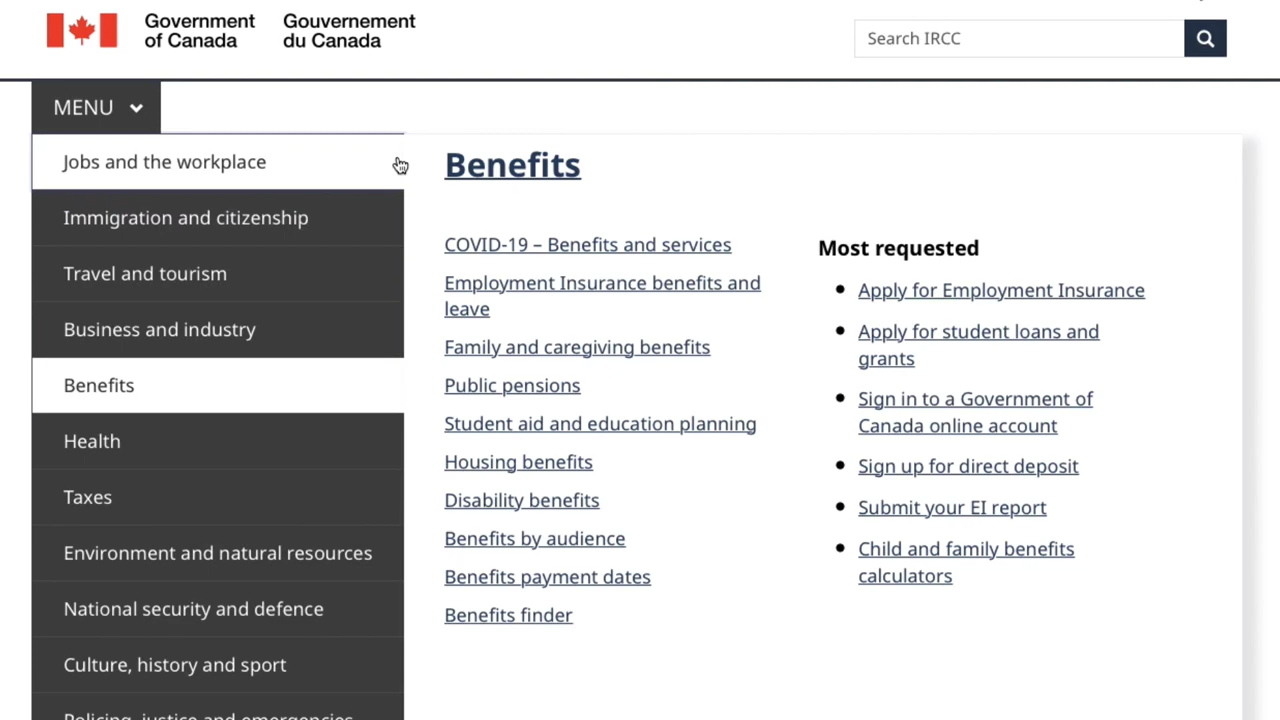 Government of Canada
Gouvernement du Canada
Search IRCC
MENU
Jobs and the workplace
Immigration and citizenship
Travel and tourism
Business and industry
Benefits
Health
Taxes
Environment and natural resources
National security and defence
Culture, history and sport
Policing, justice and emergencies
Benefits
COVID-19 – Benefits and services
Employment Insurance benefits and
leave
Family and caregiving benefits
Public pensions
Student aid and education planning
Housing benefits
Disability benefits
Benefits by audience
Benefits payment dates
Benefits finder
Most requested
Apply for Employment Insurance
Apply for student loans and
grants
Sign in to a Government of
Canada online account
Sign up for direct deposit
Submit your EI report
Child and family benefits
calculators